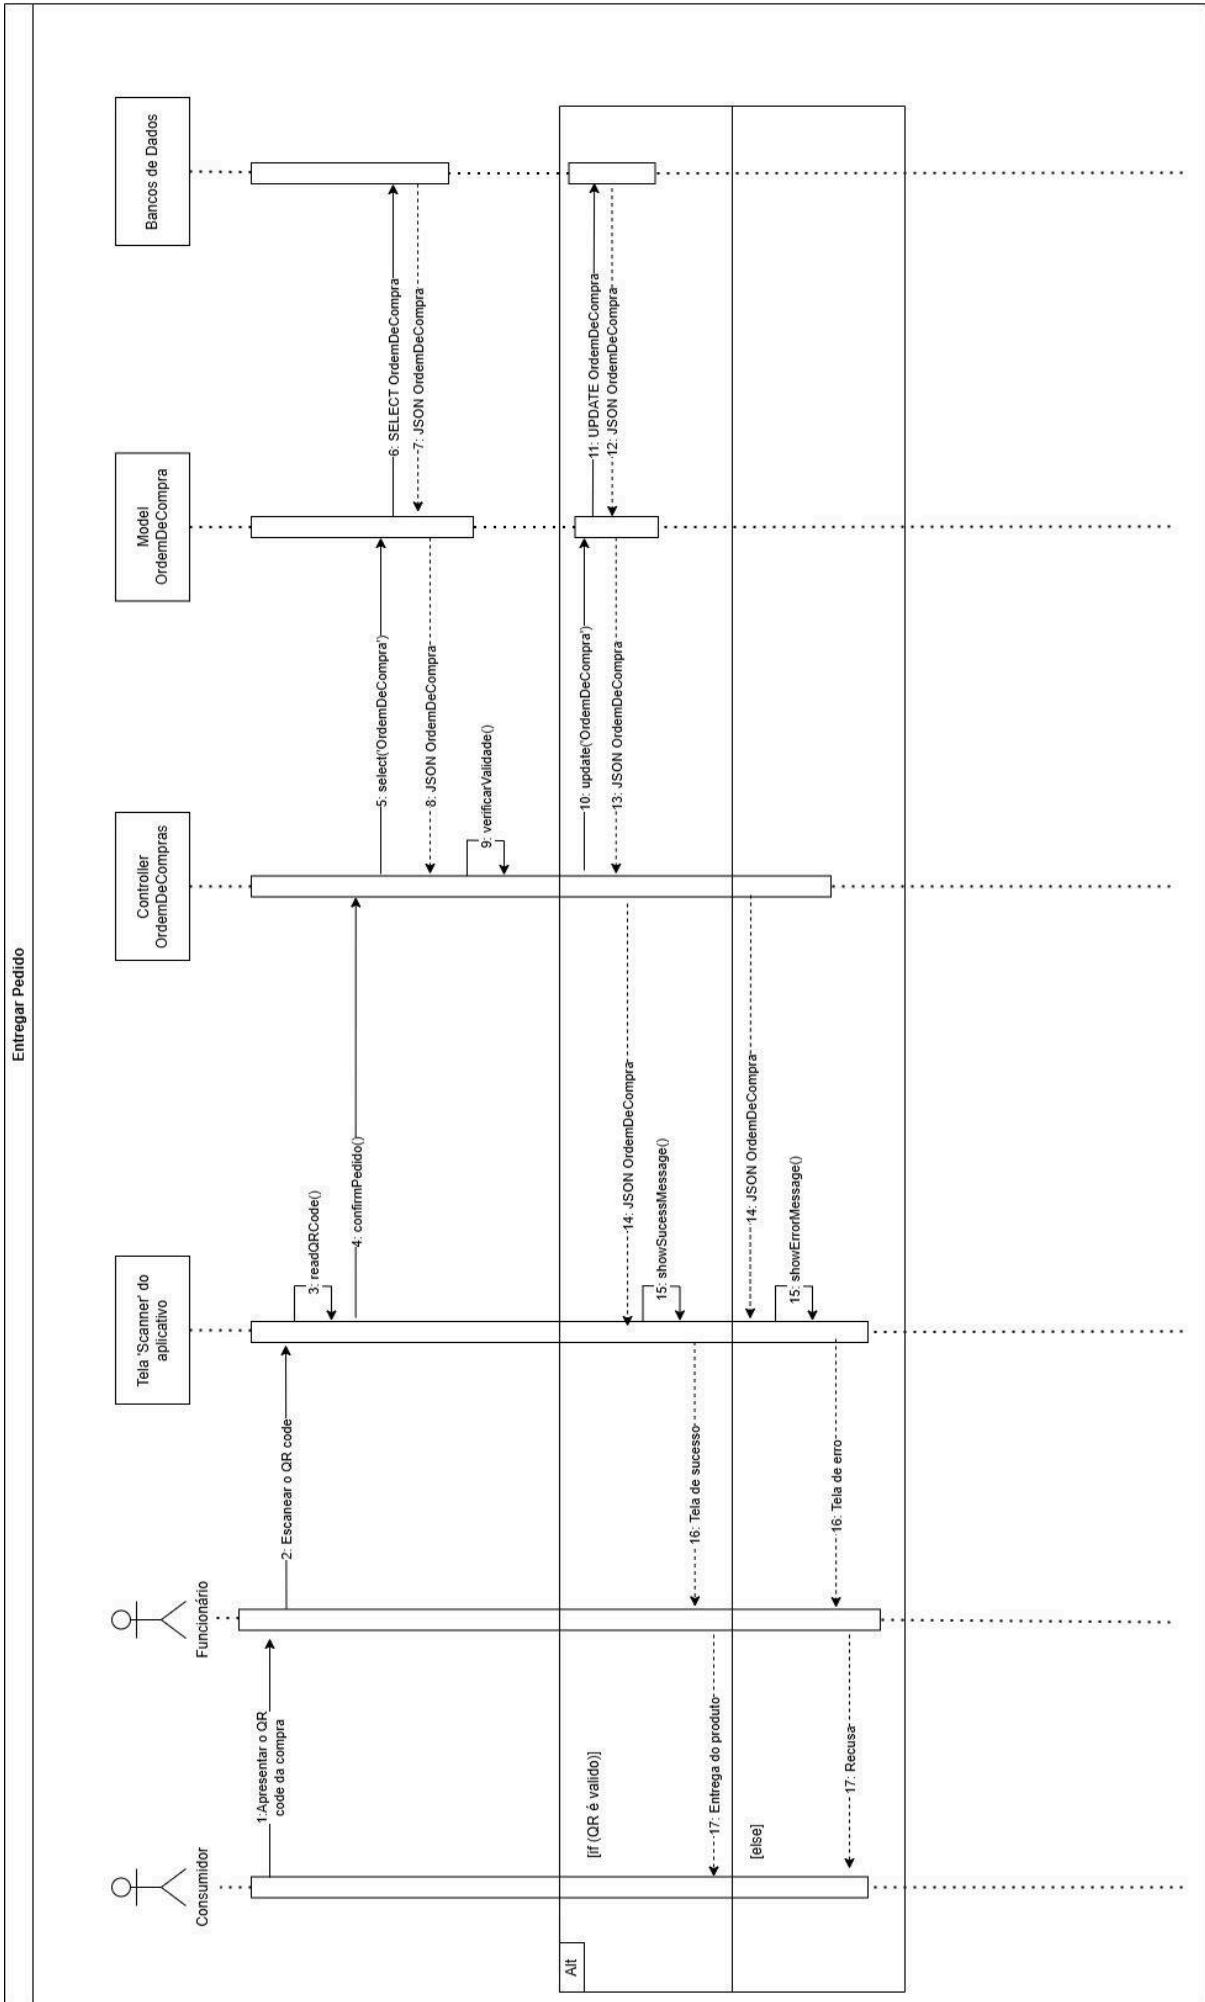 Entregar Pedido
Consumidor
Funcionário
Tela 'Scanner' do
aplicativo
Controller
OrdemDeCompras
Model
OrdemDeCompra
Bancos de Dados
1:Apresentar o QR
code da compra
2: Escanear o QR code
3: readQRCode()
4: confirmPedido()
5: select('OrdemDeCompra')
6: SELECT OrdemDeCompra
7: JSON OrdemDeCompra
8: JSON OrdemDeCompra
9: verificarValidade()
Alt
[if (QR é valido)]
10: update('OrdemDeCompra')
11: UPDATE OrdemDeCompra
12: JSON OrdemDeCompra
13: JSON OrdemDeCompra
14: JSON OrdemDeCompra
15: showSucessMessage()
16: Tela de sucesso
17: Entrega do produto
[else]
14: JSON OrdemDeCompra
15: showErrorMessage()
16: Tela de erro
17: Recusa